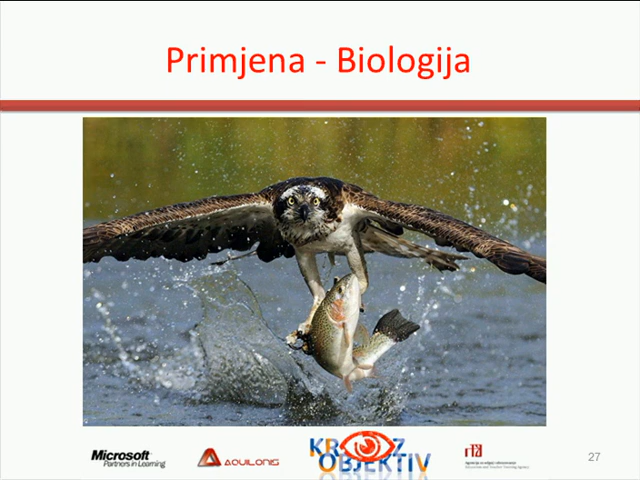 Primjena - Biologija
Microsoft
Partners in Learning
AQUILONIS
KROZ
OBJEKTIV
27